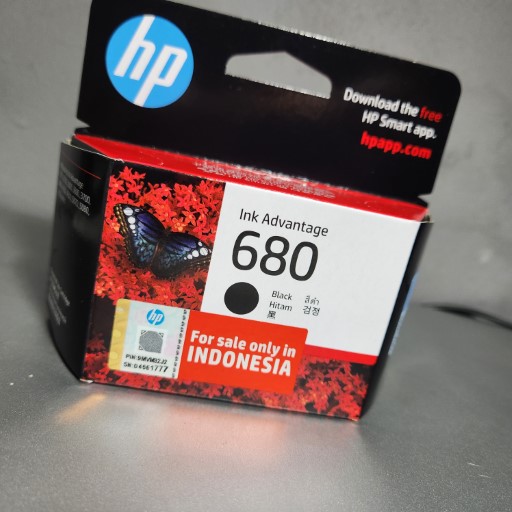 hp
Download the free
HP Smart app.
hpapp.com
Ink Advantage
680
Black สีดำ
Hitam 검정
黑
hp
For sale only in
INDONESIA